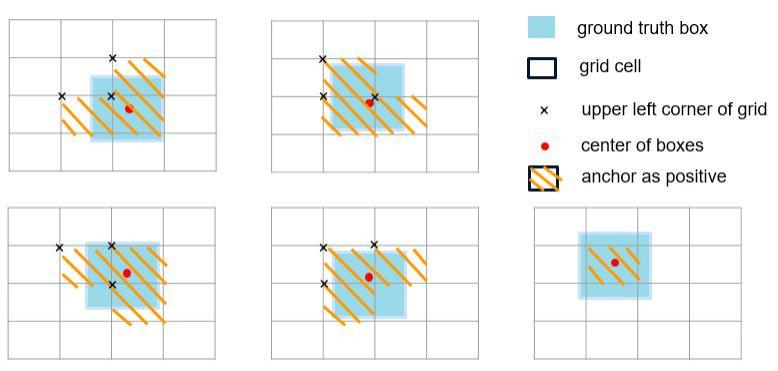 ground truth box
grid cell
upper left corner of grid
center of boxes
anchor as positive